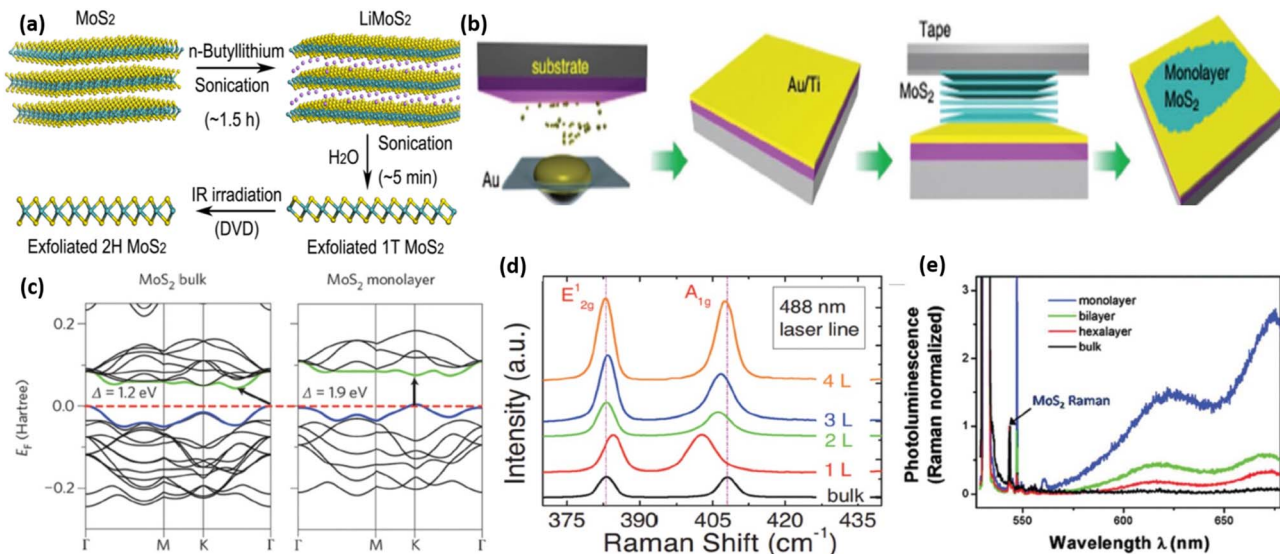 (a)
MoS2
LiMoS2
n-Butyllithium
Sonication
(~1.5 h)
Sonication
H2O
(~5 min)
IR irradiation
(DVD)
Exfoliated 2H MoS2
Exfoliated 1T MoS2
(b)
substrate
Au
Au/Ti
Tape
MoS2
Monolayer
MoS2
(c)
MoS2 bulk
MoS2 monolayer
EF (Hartree)
0.2
0.0
−0.2
Δ = 1.2 eV
Δ = 1.9 eV
Γ M K Γ
Γ M K Γ
(d)
E¹2g
A1g
488 nm
laser line
4 L
3 L
2 L
1 L
bulk
Intensity (a.u.)
375 390 405 420 435
Raman Shift (cm⁻¹)
(e)
monolayer
bilayer
hexalayer
bulk
MoS2 Raman
Photoluminescence
(Raman normalized)
3
2
1
0
550 600 650
Wavelength λ (nm)